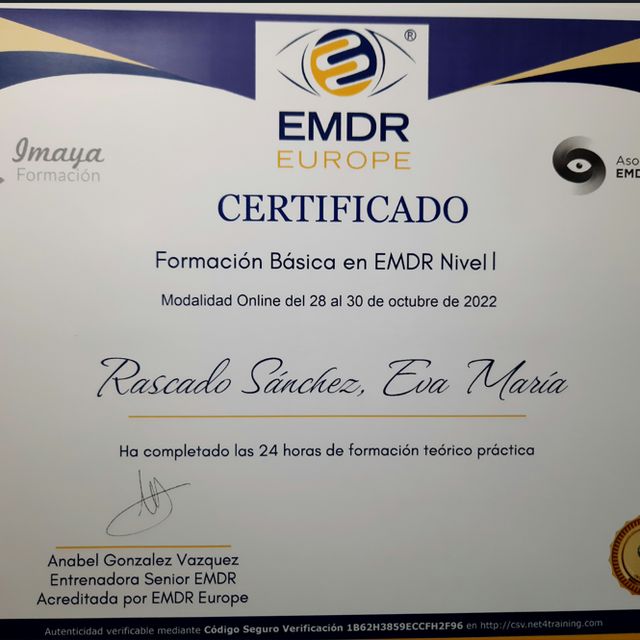 ®
EMDR
EUROPE
Imaya
Formación
Aso
EMD
CERTIFICADO
Formación Básica en EMDR Nivel I
Modalidad Online del 28 al 30 de octubre de 2022
Rascado Sánchez, Eva María
Ha completado las 24 horas de formación teórico práctica
Anabel Gonzalez Vazquez
Entrenadora Senior EMDR
Acreditada por EMDR Europe
Autenticidad verificable mediante Código Seguro Verificación 1B62H3859ECCFH2F96 en http://csv.net4training.com